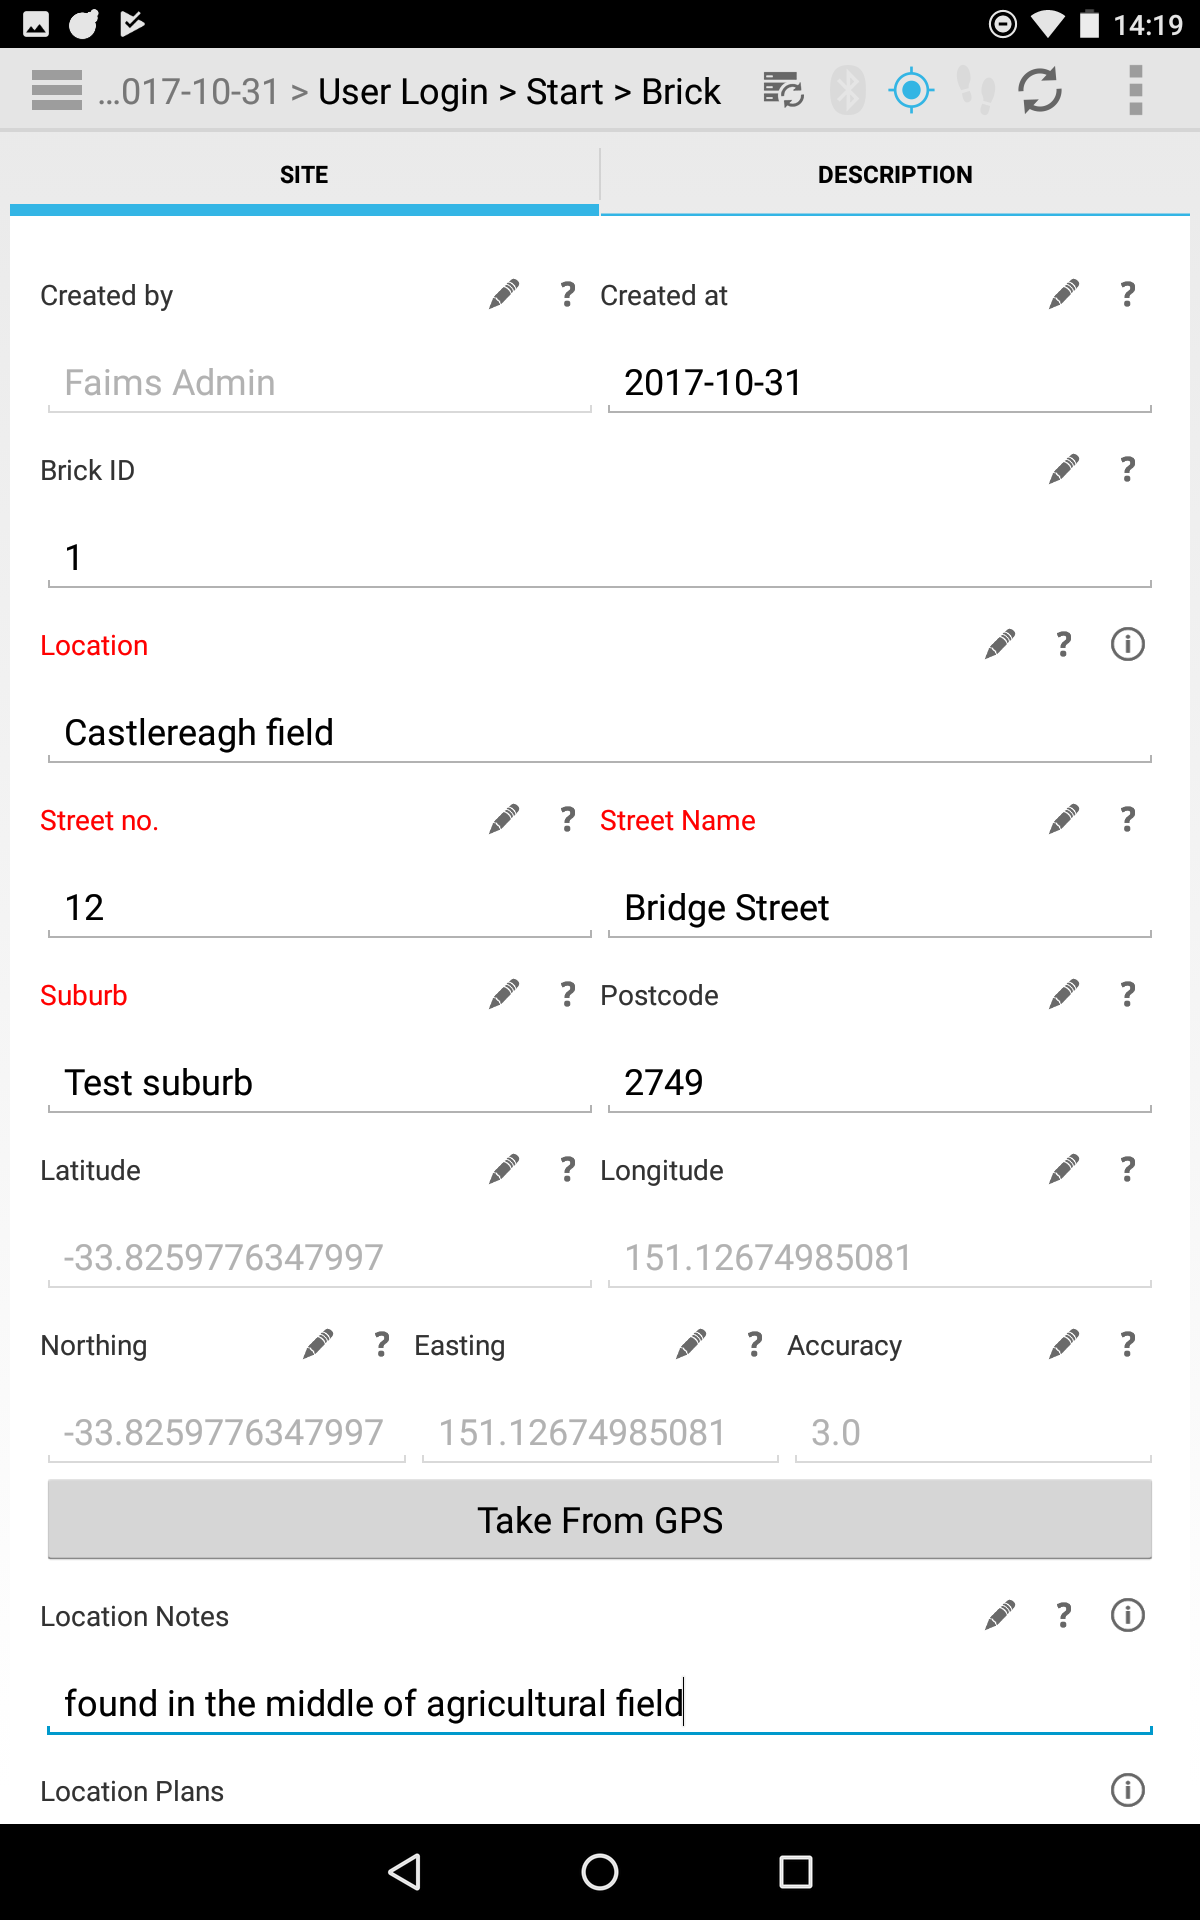 14:19
...017-10-31 > User Login > Start > Brick
SITE
DESCRIPTION
Created by ? Created at ?
Faims Admin 2017-10-31
Brick ID ?
1
Location ?
Castlereagh field
Street no. ? Street Name ?
12 Bridge Street
Suburb ? Postcode ?
Test suburb 2749
Latitude ? Longitude ?
-33.8259776347997 151.12674985081
Northing ? Easting ? Accuracy ?
-33.8259776347997 151.12674985081 3.0
Take From GPS
Location Notes ?
found in the middle of agricultural field
Location Plans